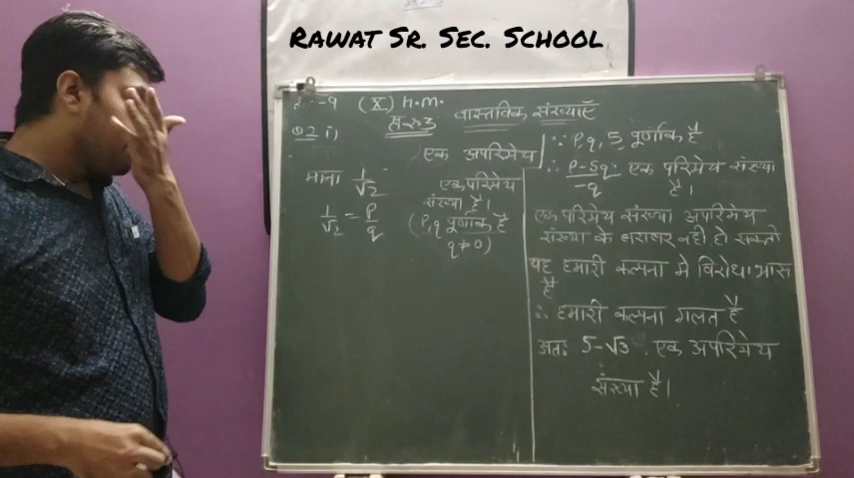 RAWAT SR. SEC. SCHOOL
(X) H.M.
वास्तविक संख्याएँ
Q2 i)
एक अपरिमेय
माना 1/√2 एक परिमेय
संख्या है।
1/√2 = P/q (P,q पूर्णांक है
q≠0)
∵ P,q, 5 पूर्णांक है
∴ P-5q/-q एक परिमेय संख्या
है।
एक परिमेय संख्या अपरिमेय
संख्या के बराबर नही हो सकती
यह हमारी कल्पना मे विरोधाभास
है
∴ हमारी कल्पना गलत है
अतः 5-√3 एक अपरिमेय
संख्या है।